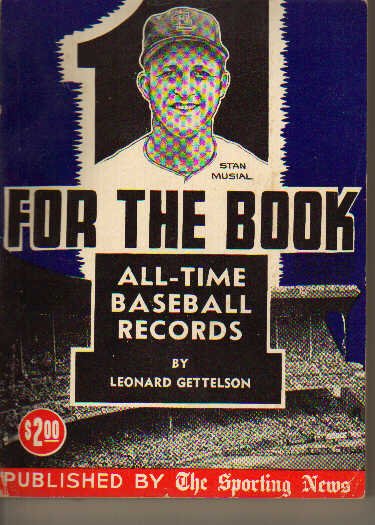 1
STAN
MUSIAL
FOR THE BOOK
ALL-TIME
BASEBALL
RECORDS
BY
LEONARD GETTELSON
$2.00
PUBLISHED BY The Sporting News